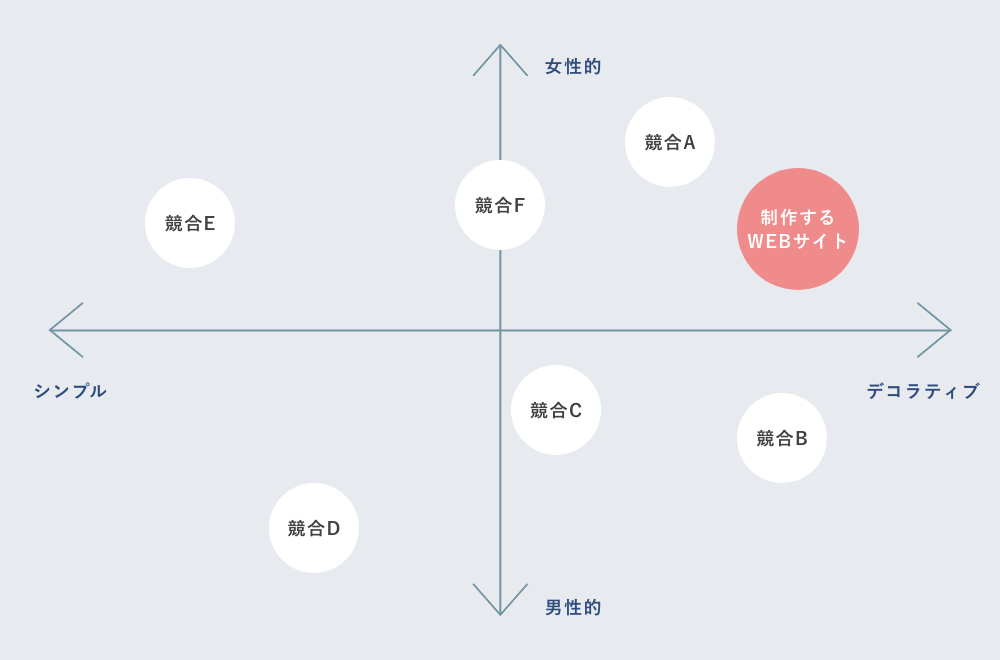 女性的
競合A
競合F
競合E
制作する
WEBサイト
シンプル
デコラティブ
競合C
競合B
競合D
男性的